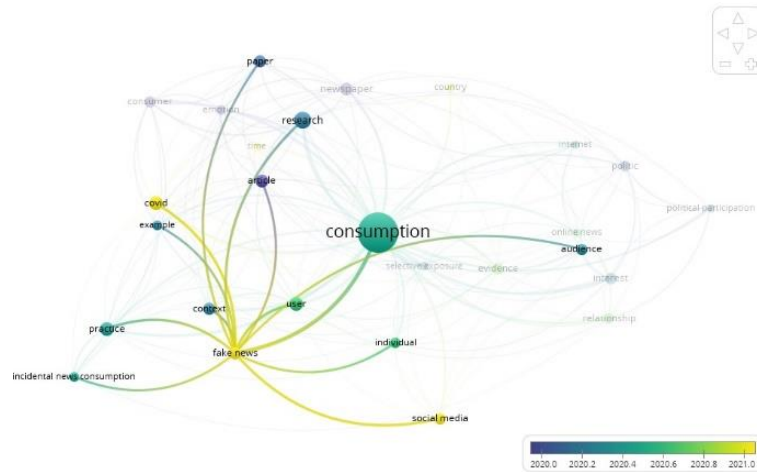 paper
newspaper
country
consumer
emotion
research
time
internet
politic
article
covid
political participation
example
consumption
online news
audience
selective exposure
evidence
interest
user
context
relationship
practice
individual
fake news
incidental news consumption
social media
2020.0 2020.2 2020.4 2020.6 2020.8 2021.0